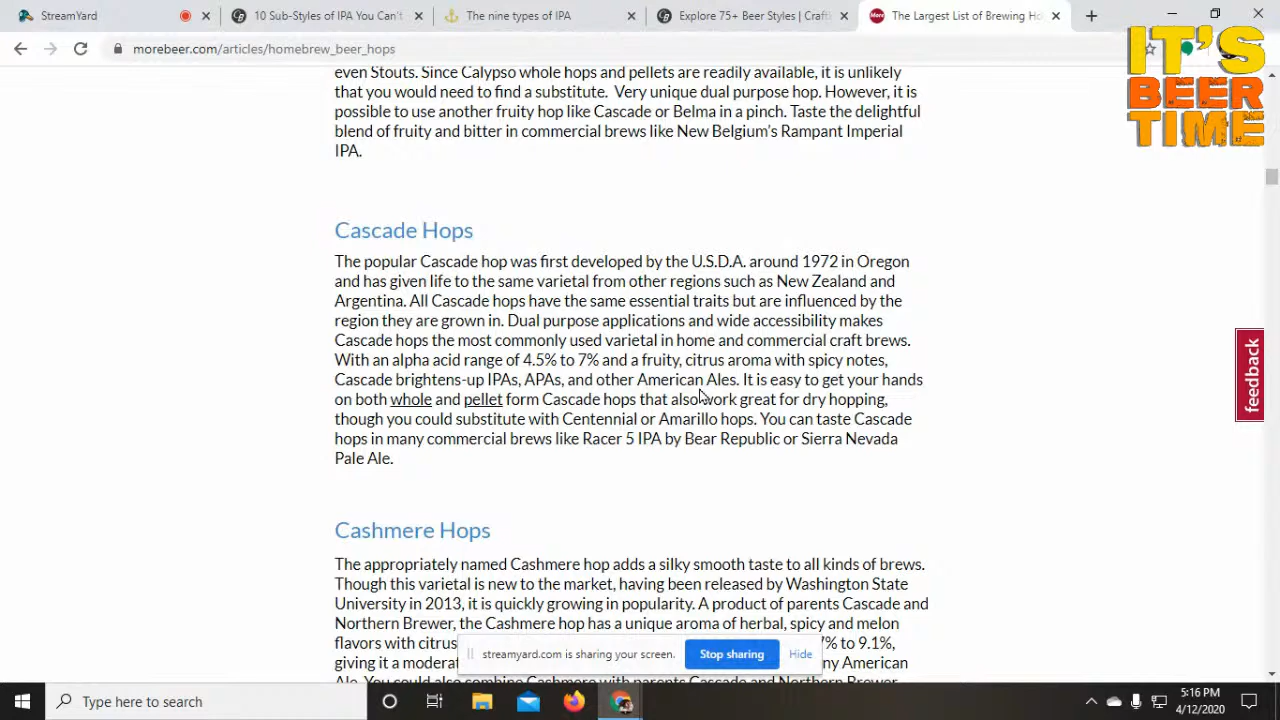 StreamYard
10 Sub-Styles of IPA You Can't
The nine types of IPA
Explore 75+ Beer Styles | Craft
The Largest List of Brewing Ho
morebeer.com/articles/homebrew_beer_hops
IT'S
BEER
TIME
even Stouts. Since Calypso whole hops and pellets are readily available, it is unlikely
that you would need to find a substitute. Very unique dual purpose hop. However, it is
possible to use another fruity hop like Cascade or Belma in a pinch. Taste the delightful
blend of fruity and bitter in commercial brews like New Belgium's Rampant Imperial
IPA.
Cascade Hops
The popular Cascade hop was first developed by the U.S.D.A. around 1972 in Oregon
and has given life to the same varietal from other regions such as New Zealand and
Argentina. All Cascade hops have the same essential traits but are influenced by the
region they are grown in. Dual purpose applications and wide accessibility makes
Cascade hops the most commonly used varietal in home and commercial craft brews.
With an alpha acid range of 4.5% to 7% and a fruity, citrus aroma with spicy notes,
Cascade brightens-up IPAs, APAs, and other American Ales. It is easy to get your hands
on both whole and pellet form Cascade hops that also work great for dry hopping,
though you could substitute with Centennial or Amarillo hops. You can taste Cascade
hops in many commercial brews like Racer 5 IPA by Bear Republic or Sierra Nevada
Pale Ale.
feedback
Cashmere Hops
The appropriately named Cashmere hop adds a silky smooth taste to all kinds of brews.
Though this varietal is new to the market, having been released by Washington State
University in 2013, it is quickly growing in popularity. A product of parents Cascade and
Northern Brewer, the Cashmere hop has a unique aroma of herbal, spicy and melon
flavors with citrus 7% to 9.1%,
giving it a moderat ny American
Ale. You could also combine Cashmere with parents Cascade and Northern Brewer
streamyard.com is sharing your screen.
Stop sharing
Hide
Type here to search
5:16 PM
4/12/2020